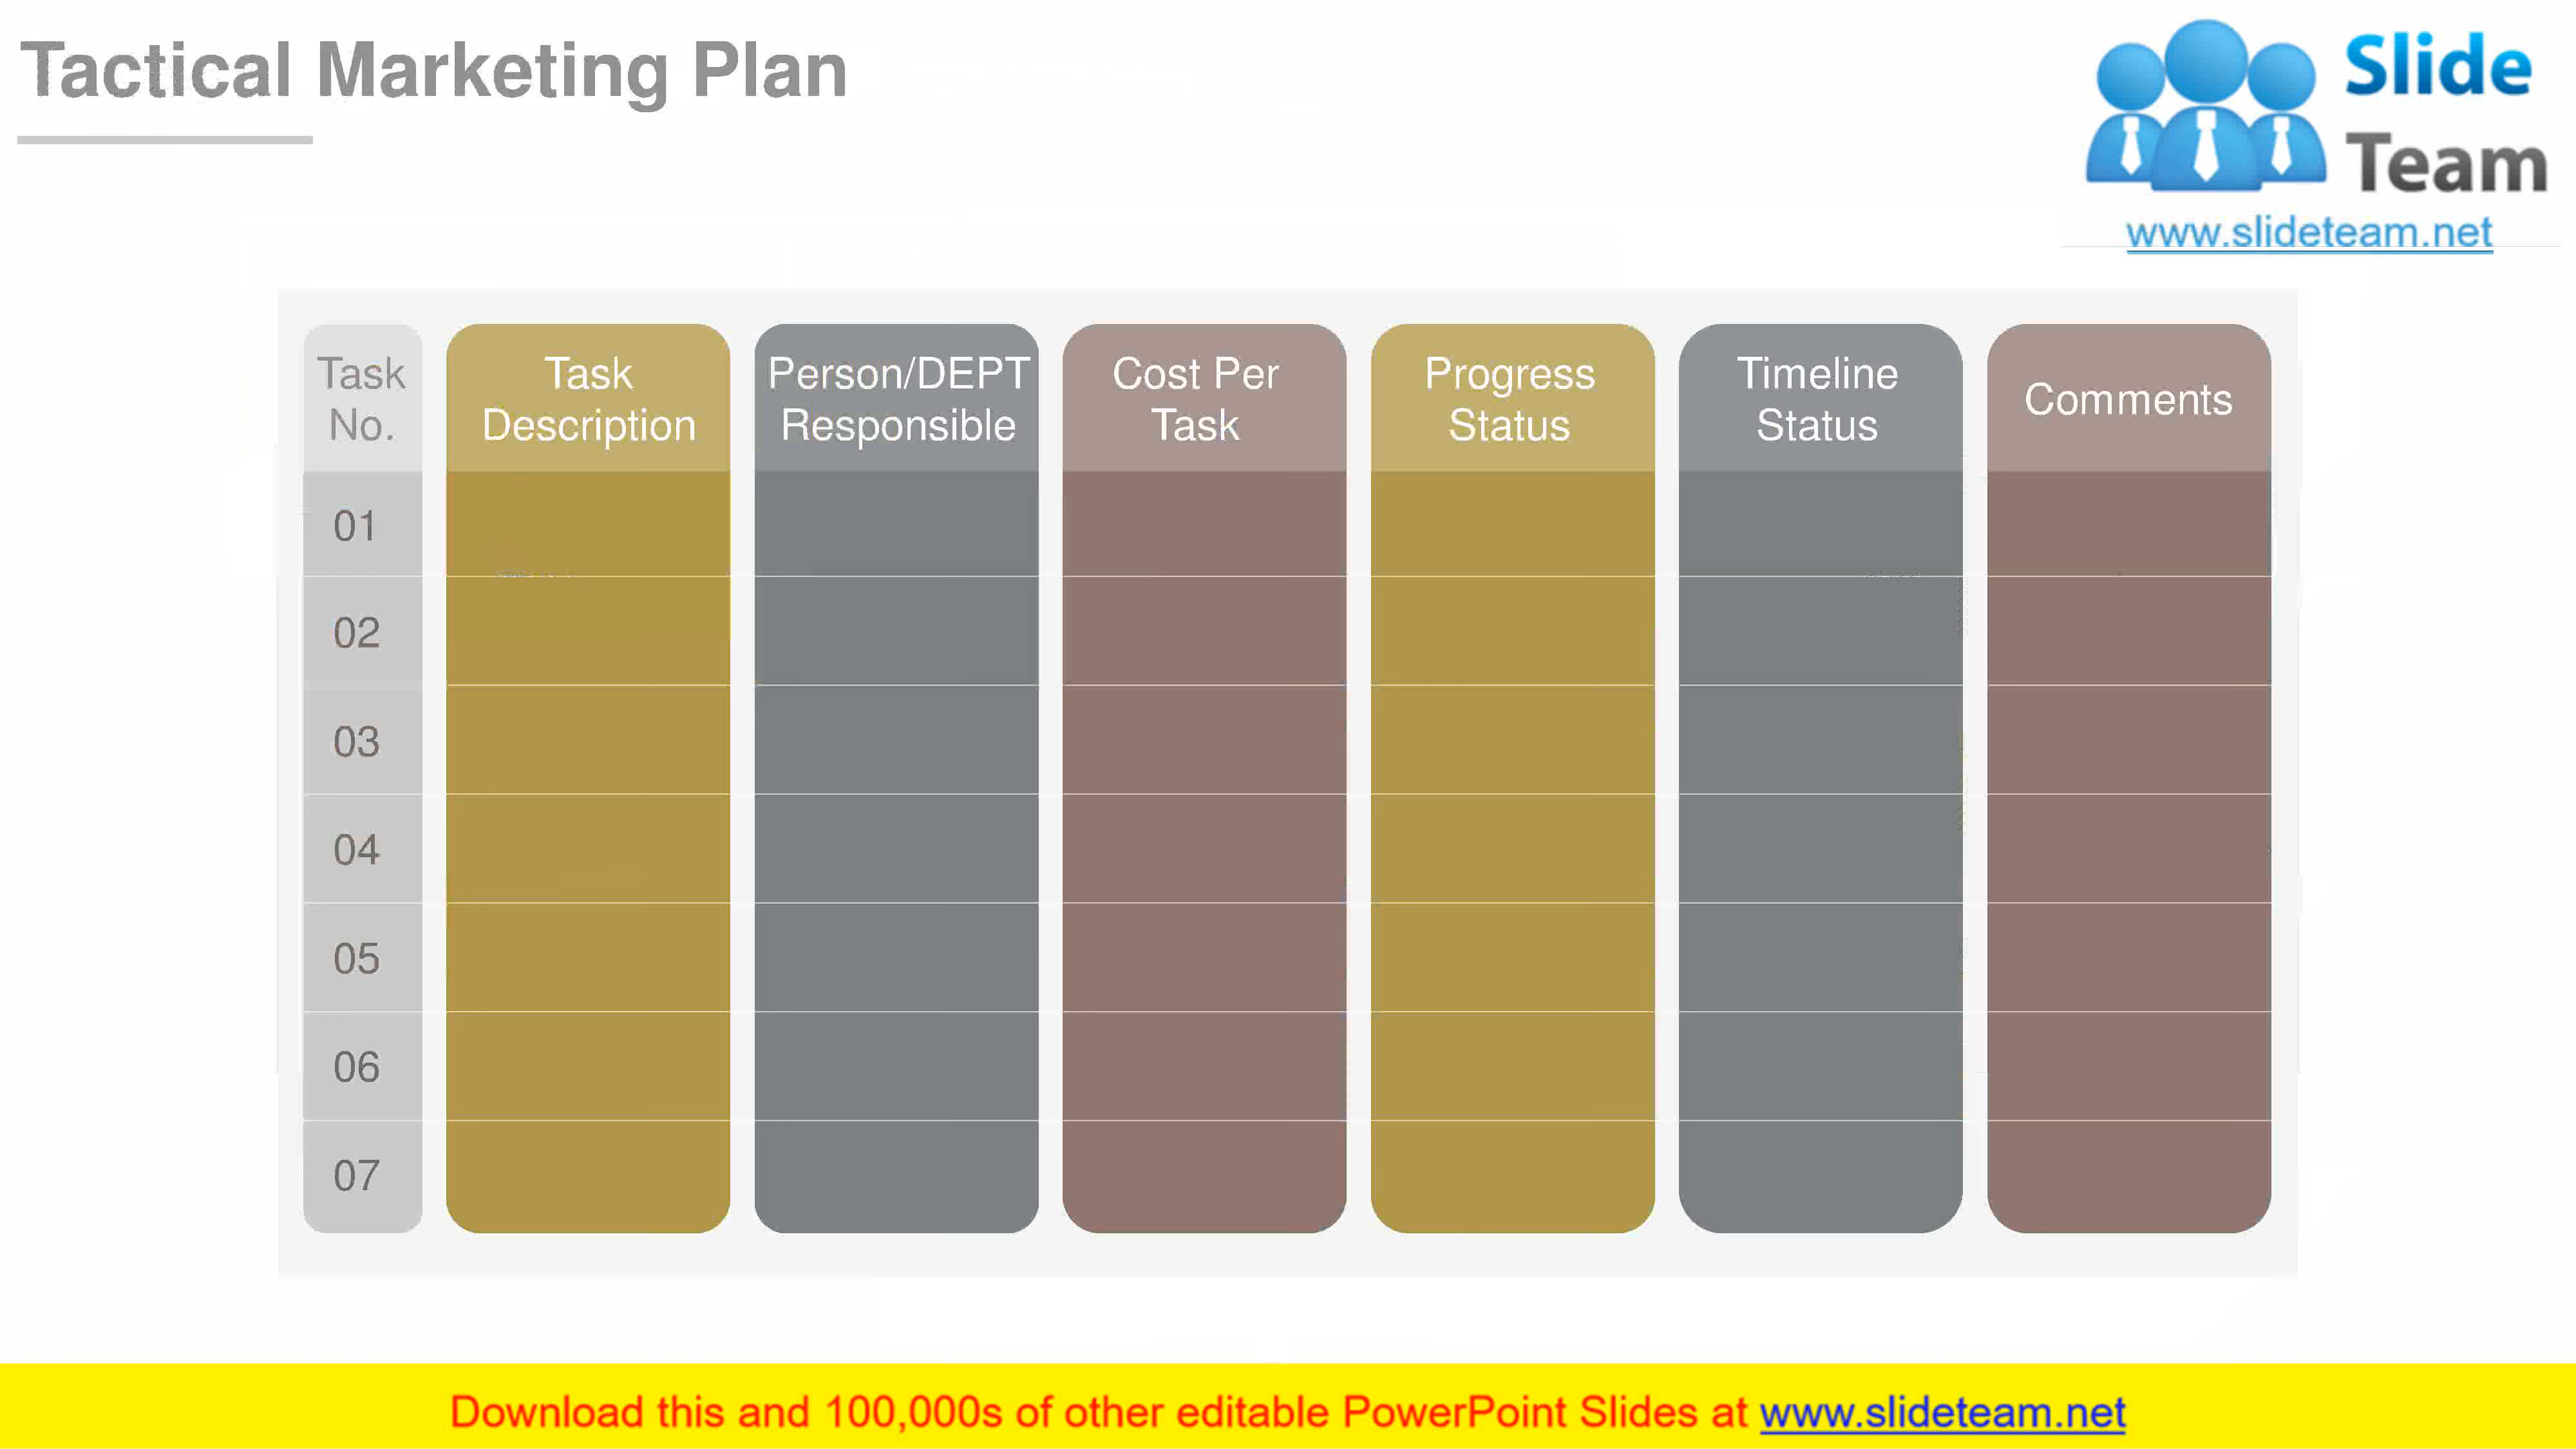 Tactical Marketing Plan
Slide
Team
www.slideteam.net
Task
No.
Task
Description
Person/DEPT
Responsible
Cost Per
Task
Progress
Status
Timeline
Status
Comments
01
02
03
04
05
06
07
Download this and 100,000s of other editable PowerPoint Slides at www.slideteam.net